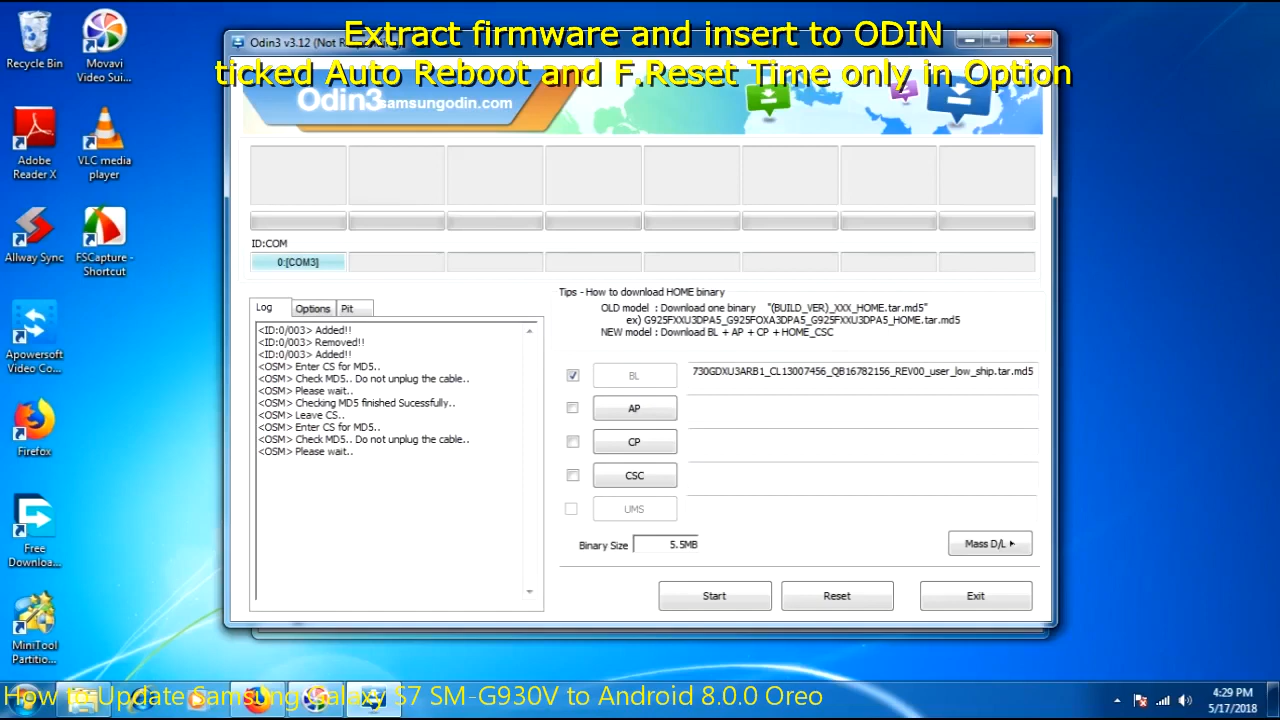 Extract firmware and insert to ODIN
ticked Auto Reboot and F.Reset Time only in Option
Odin3 v3.12 (Not
Odin3
samsungodin.com
Recycle Bin
Movavi
Video Sui...
Adobe
Reader X
VLC media
player
Allway Sync
FSCapture -
Shortcut
Apowersoft
Video Co...
Firefox
Free
Downloa...
MiniTool
Partitio...
ID:COM
0:[COM3]
Log
Options
Pit
<ID:0/003> Added!!
<ID:0/003> Removed!!
<ID:0/003> Added!!
<OSM> Enter CS for MD5..
<OSM> Check MD5.. Do not unplug the cable..
<OSM> Please wait..
<OSM> Checking MD5 finished Sucessfully..
<OSM> Leave CS..
<OSM> Enter CS for MD5..
<OSM> Check MD5.. Do not unplug the cable..
<OSM> Please wait..
Tips - How to download HOME binary
OLD model : Download one binary "(BUILD_VER)_XXX_HOME.tar.md5"
ex) G925FXXU3DPA5_G925FOXA3DPA5_G925FXXU3DPA5_HOME.tar.md5
NEW model : Download BL + AP + CP + HOME_CSC
BL
730GDXU3ARB1_CL13007456_QB16782156_REV00_user_low_ship.tar.md5
AP
CP
CSC
UMS
Binary Size 5.5MB
Mass D/L
Start
Reset
Exit
How to Update Samsung Galaxy S7 SM-G930V to Android 8.0.0 Oreo
4:29 PM
5/17/2018